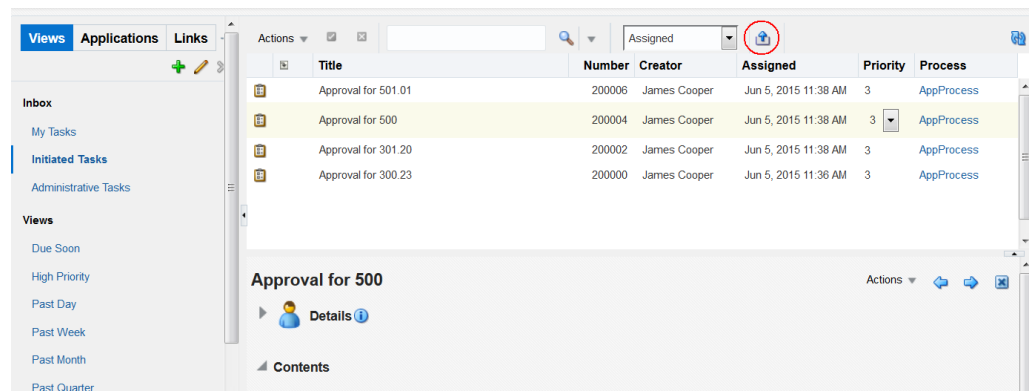 Views Applications Links
Actions Assigned
Title Number Creator Assigned Priority Process
Approval for 501.01 200006 James Cooper Jun 5, 2015 11:38 AM 3 AppProcess
Approval for 500 200004 James Cooper Jun 5, 2015 11:38 AM 3 AppProcess
Approval for 301.20 200002 James Cooper Jun 5, 2015 11:38 AM 3 AppProcess
Approval for 300.23 200000 James Cooper Jun 5, 2015 11:36 AM 3 AppProcess
Inbox
My Tasks
Initiated Tasks
Administrative Tasks
Views
Due Soon
High Priority
Past Day
Past Week
Past Month
Past Quarter
Approval for 500 Actions
Details
Contents